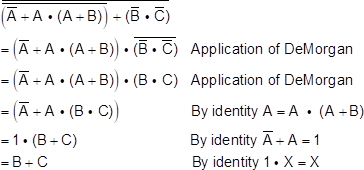 (A̅ + A • (A + B)) + (B̅ • C̅)
= (A̅ + A • (A + B)) • (B̅ • C̅) Application of DeMorgan
= (A̅ + A • (A + B)) • (B • C) Application of DeMorgan
= (A̅ + A • (B • C)) By identity A = A • (A + B)
= 1 • (B + C) By identity A̅ + A = 1
= B + C By identity 1 • X = X